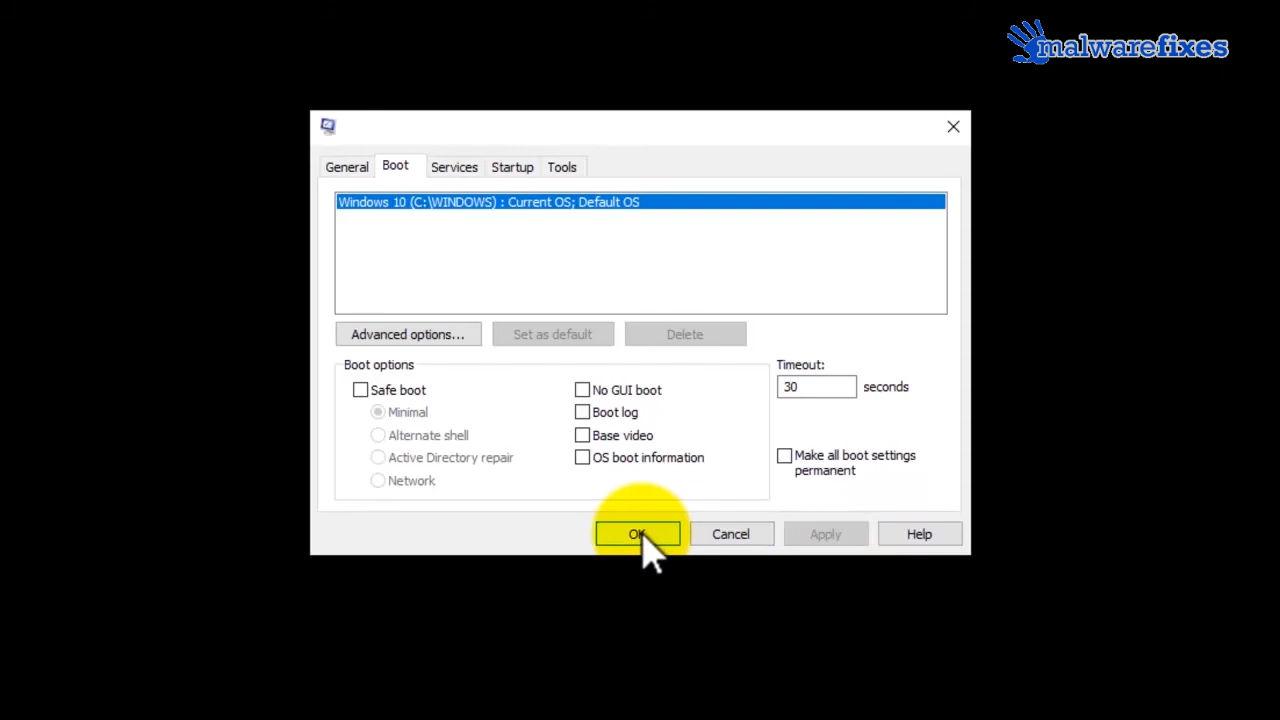 malwarefixes
General Boot Services Startup Tools
Windows 10 (C:\WINDOWS) : Current OS; Default OS
Advanced options... Set as default Delete
Boot options Timeout:
Safe boot No GUI boot 30 seconds
Minimal Boot log
Alternate shell Base video
Active Directory repair OS boot information Make all boot settings
permanent
Network
OK Cancel Apply Help